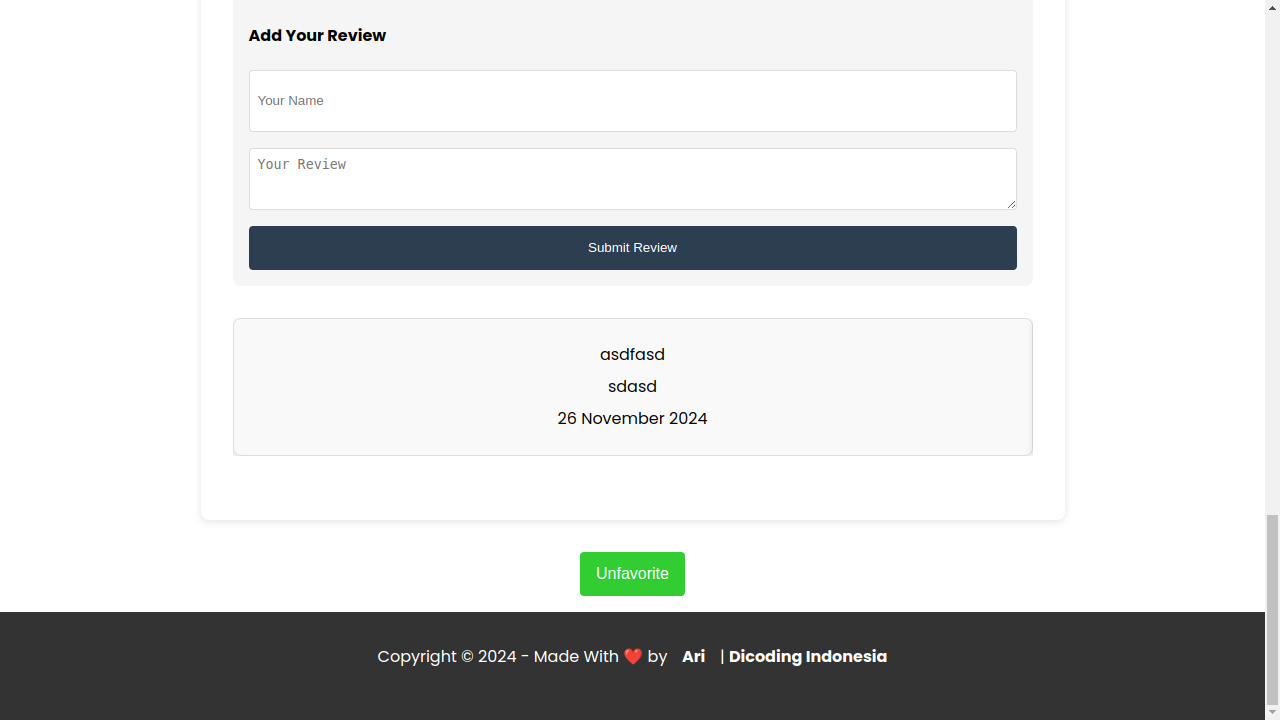 Add Your Review
Your Name
Your Review
Submit Review
asdfasd
sdasd
26 November 2024
Unfavorite
Copyright © 2024 - Made With ❤️ by Ari | Dicoding Indonesia